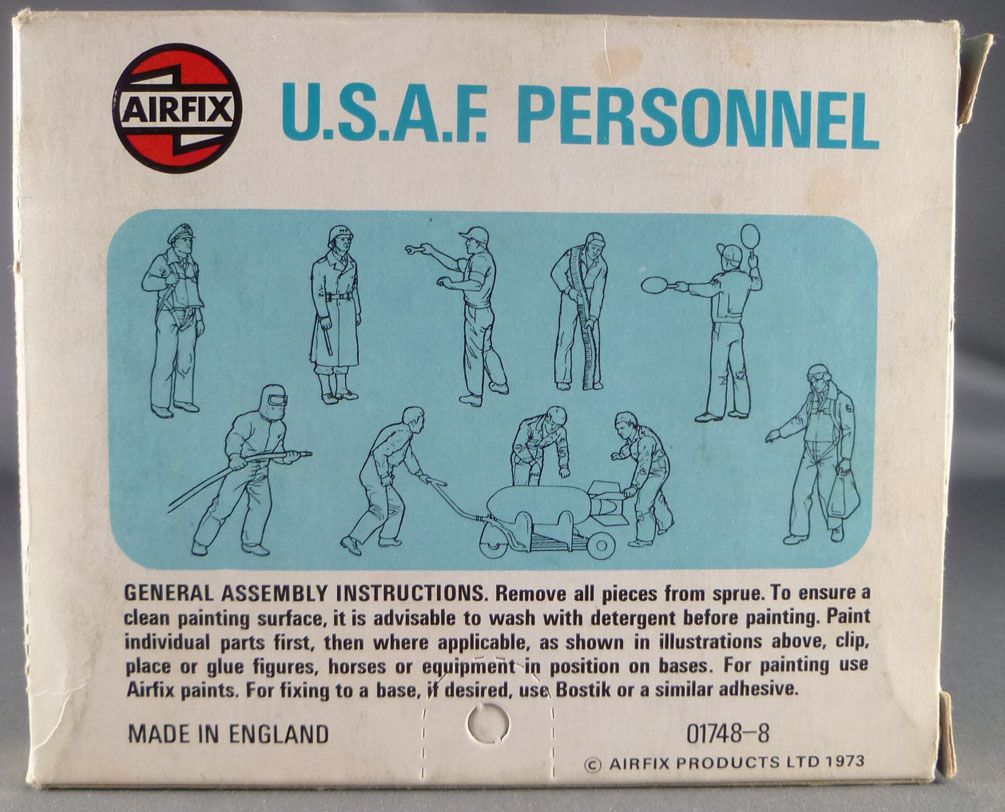 AIRFIX
U.S.A.F. PERSONNEL
GENERAL ASSEMBLY INSTRUCTIONS. Remove all pieces from sprue. To ensure a
clean painting surface, it is advisable to wash with detergent before painting. Paint
individual parts first, then where applicable, as shown in illustrations above, clip,
place or glue figures, horses or equipment in position on bases. For painting use
Airfix paints. For fixing to a base, if desired, use Bostik or a similar adhesive.
MADE IN ENGLAND
01748-8
© AIRFIX PRODUCTS LTD 1973